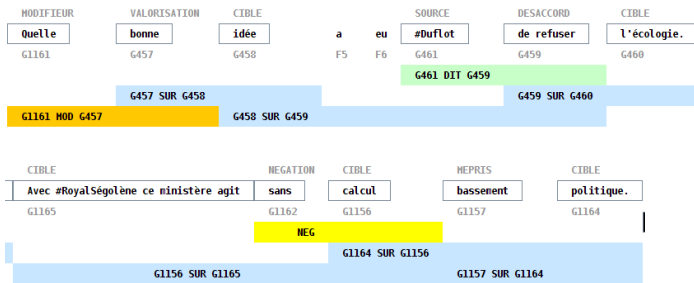 MODIFIEUR VALORISATION CIBLE SOURCE DESACCORD CIBLE
Quelle bonne idée a eu #Duflot de refuser l'écologie.
G1161 G457 G458 F5 F6 G461 G459 G460
G461 DIT G459
G457 SUR G458 G459 SUR G460
G1161 MOD G457 G458 SUR G459
CIBLE NEGATION CIBLE MEPRIS CIBLE
Avec #RoyalSégolène ce ministère agit sans calcul bassement politique.
G1165 G1162 G1156 G1157 G1164
NEG
G1164 SUR G1156
G1156 SUR G1165 G1157 SUR G1164